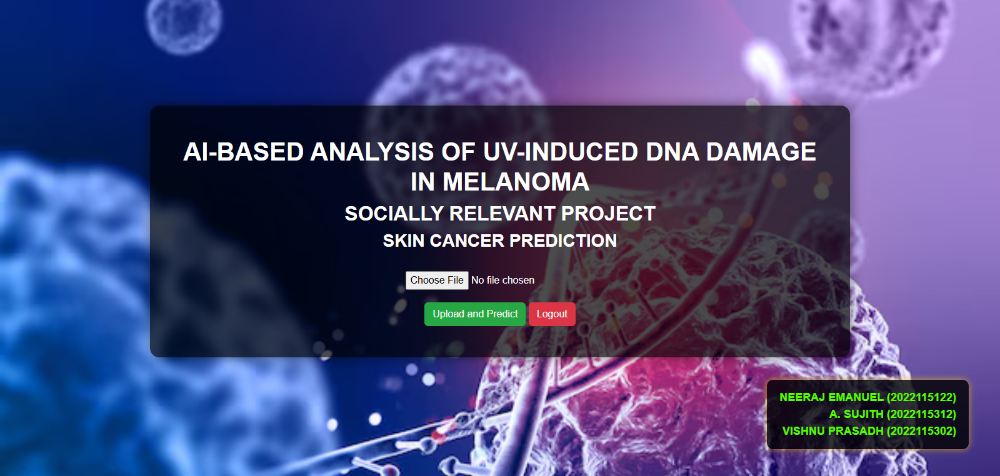 AI-BASED ANALYSIS OF UV-INDUCED DNA DAMAGE
IN MELANOMA
SOCIALLY RELEVANT PROJECT
SKIN CANCER PREDICTION
Choose File No file chosen
Upload and Predict Logout
NEERAJ EMANUEL (2022115122)
A. SUJITH (2022115312)
VISHNU PRASADH (2022115302)